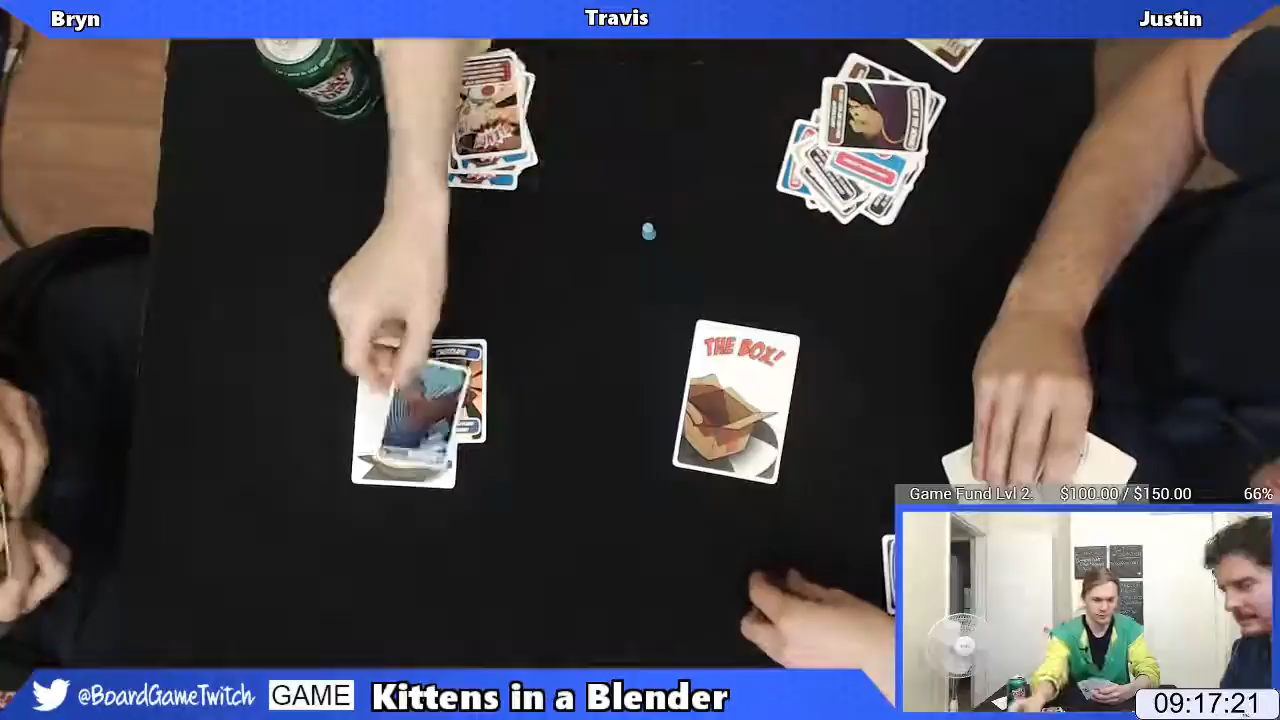 Bryn
Travis
Justin
THE BOX!
Game Fund Lvl 2. $100.00 / $150.00 66%
@BoardGameTwitch GAME Kittens in a Blender
09:17:21